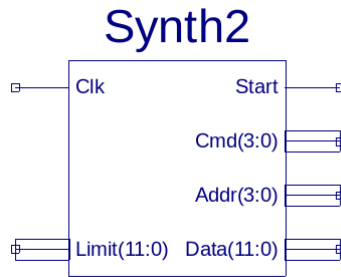 Synth2
Clk Start
Cmd(3:0)
Addr(3:0)
Limit(11:0) Data(11:0)